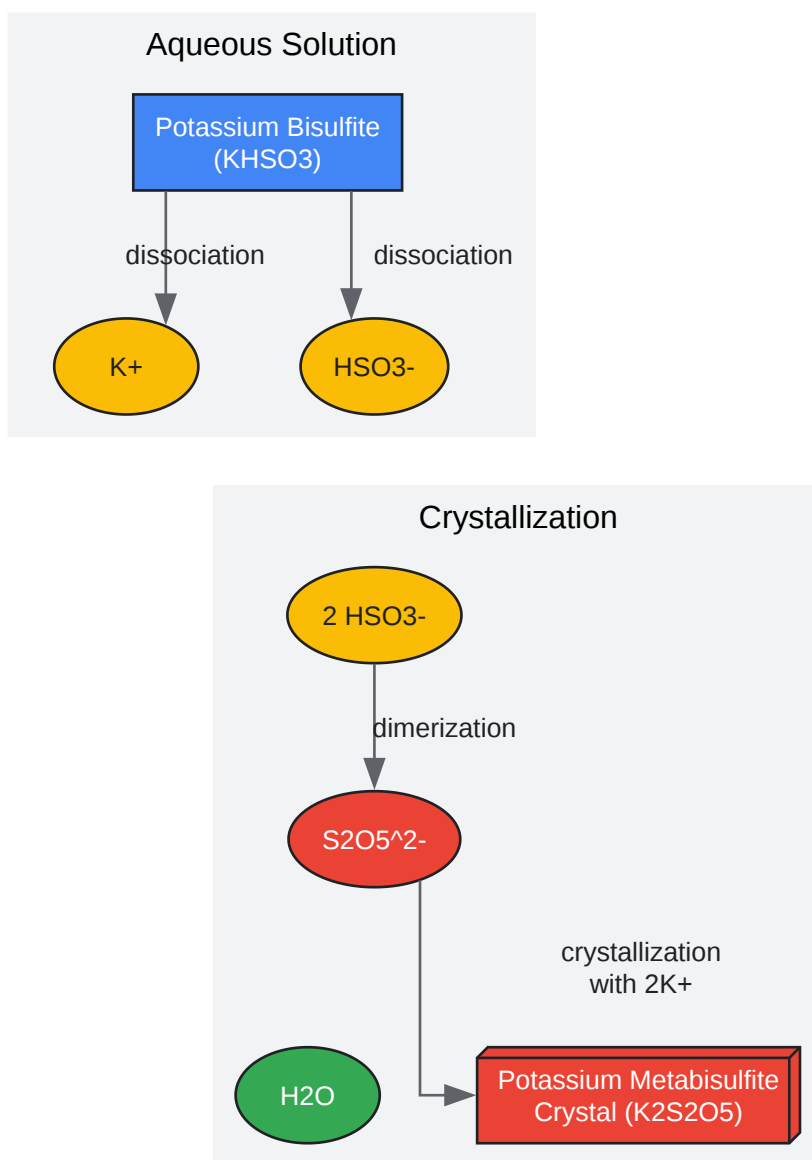 Aqueous Solution
Potassium Bisulfite
(KHSO3)
dissociation
dissociation
K+
HSO3-
Crystallization
2 HSO3-
dimerization
S2O5^2-
crystallization
with 2K+
H2O
Potassium Metabisulfite
Crystal (K2S2O5)